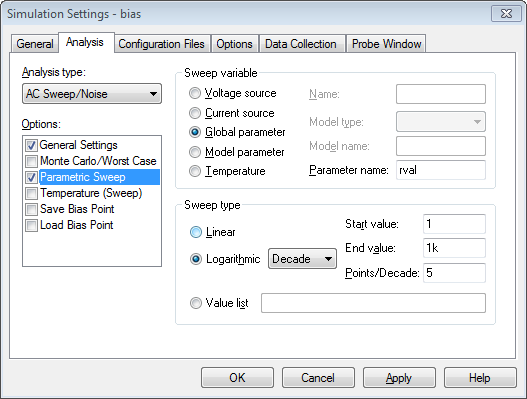 Simulation Settings - bias
General Analysis Configuration Files Options Data Collection Probe Window
Analysis type:
AC Sweep/Noise
Options:
General Settings
Monte Carlo/Worst Case
Parametric Sweep
Temperature (Sweep)
Save Bias Point
Load Bias Point
Sweep variable
Voltage source Name:
Current source
Model type:
Global parameter
Model parameter Model name:
Temperature Parameter name: rval
Sweep type
Linear Start value: 1
Logarithmic Decade End value: 1k
Points/Decade: 5
Value list
OK Cancel Apply Help